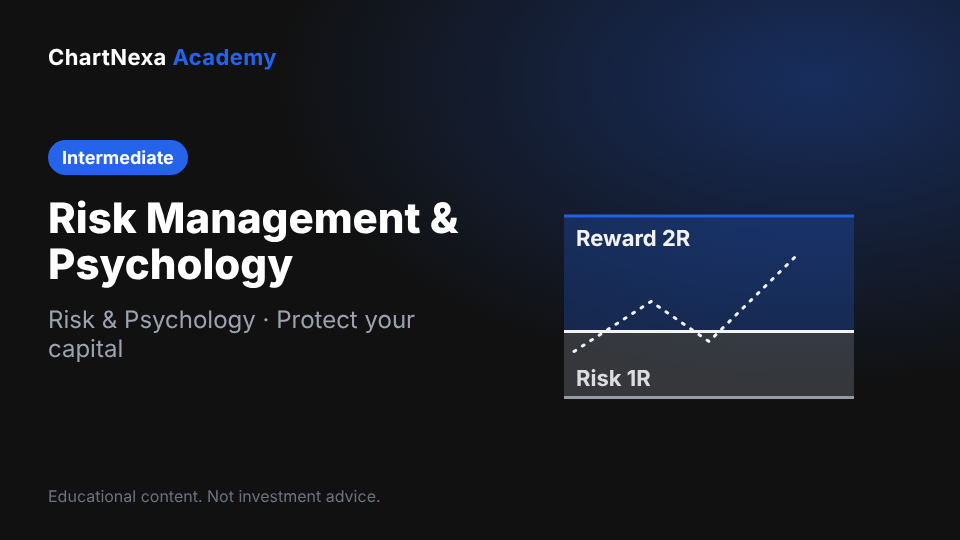 ChartNexa Academy
Intermediate
Risk Management &
Psychology
Risk & Psychology · Protect your
capital
Reward 2R
Risk 1R
Educational content. Not investment advice.